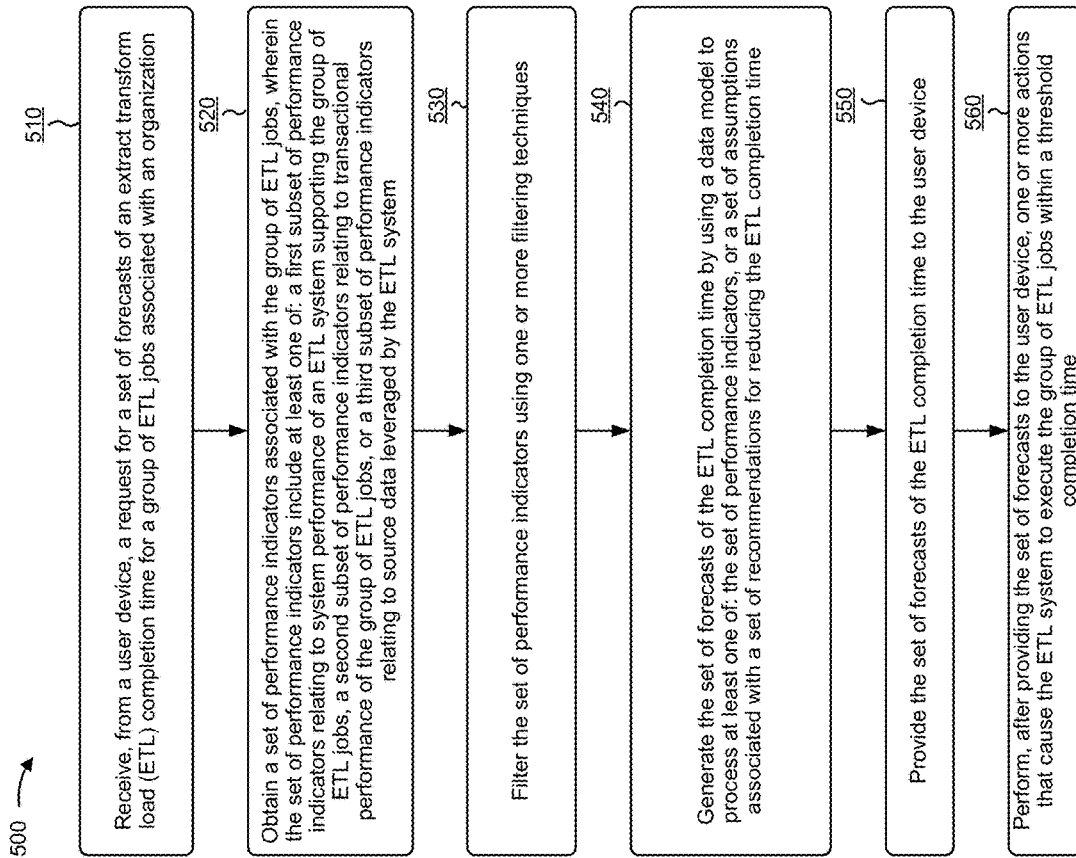 500
510
Receive, from a user device, a request for a set of forecasts of an extract transform
load (ETL) completion time for a group of ETL jobs associated with an organization
520
Obtain a set of performance indicators associated with the group of ETL jobs, wherein
the set of performance indicators include at least one of: a first subset of performance
indicators relating to system performance of an ETL system supporting the group of
ETL jobs, a second subset of performance indicators relating to transactional
performance of the group of ETL jobs, or a third subset of performance indicators
relating to source data leveraged by the ETL system
530
Filter the set of performance indicators using one or more filtering techniques
540
Generate the set of forecasts of the ETL completion time by using a data model to
process at least one of: the set of performance indicators, or a set of assumptions
associated with a set of recommendations for reducing the ETL completion time
550
Provide the set of forecasts of the ETL completion time to the user device
560
Perform, after providing the set of forecasts to the user device, one or more actions
that cause the ETL system to execute the group of ETL jobs within a threshold
completion time